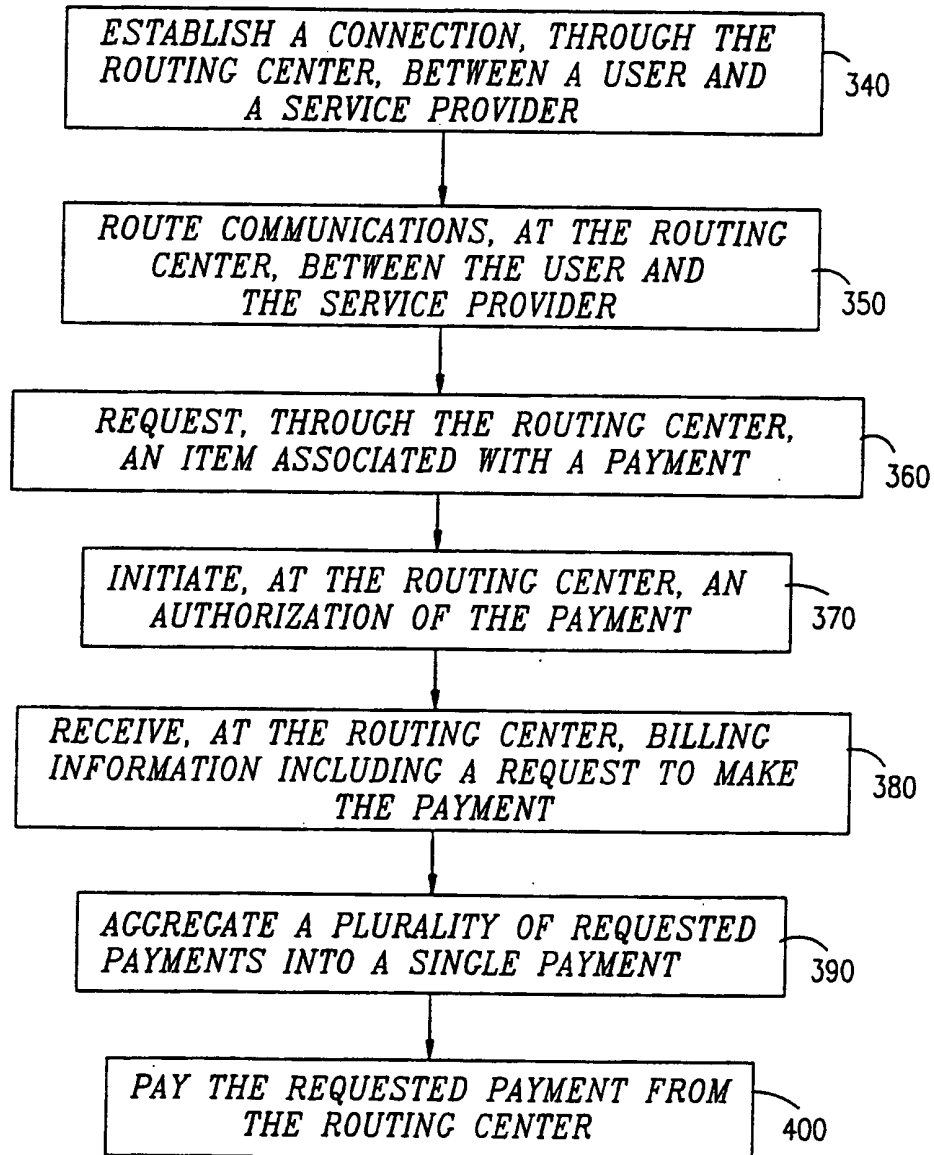 ESTABLISH A CONNECTION, THROUGH THE
ROUTING CENTER, BETWEEN A USER AND
A SERVICE PROVIDER
340
ROUTE COMMUNICATIONS, AT THE ROUTING
CENTER, BETWEEN THE USER AND
THE SERVICE PROVIDER
350
REQUEST, THROUGH THE ROUTING CENTER,
AN ITEM ASSOCIATED WITH A PAYMENT
360
INITIATE, AT THE ROUTING CENTER, AN
AUTHORIZATION OF THE PAYMENT
370
RECEIVE, AT THE ROUTING CENTER, BILLING
INFORMATION INCLUDING A REQUEST TO MAKE
THE PAYMENT
380
AGGREGATE A PLURALITY OF REQUESTED
PAYMENTS INTO A SINGLE PAYMENT
390
PAY THE REQUESTED PAYMENT FROM
THE ROUTING CENTER
400